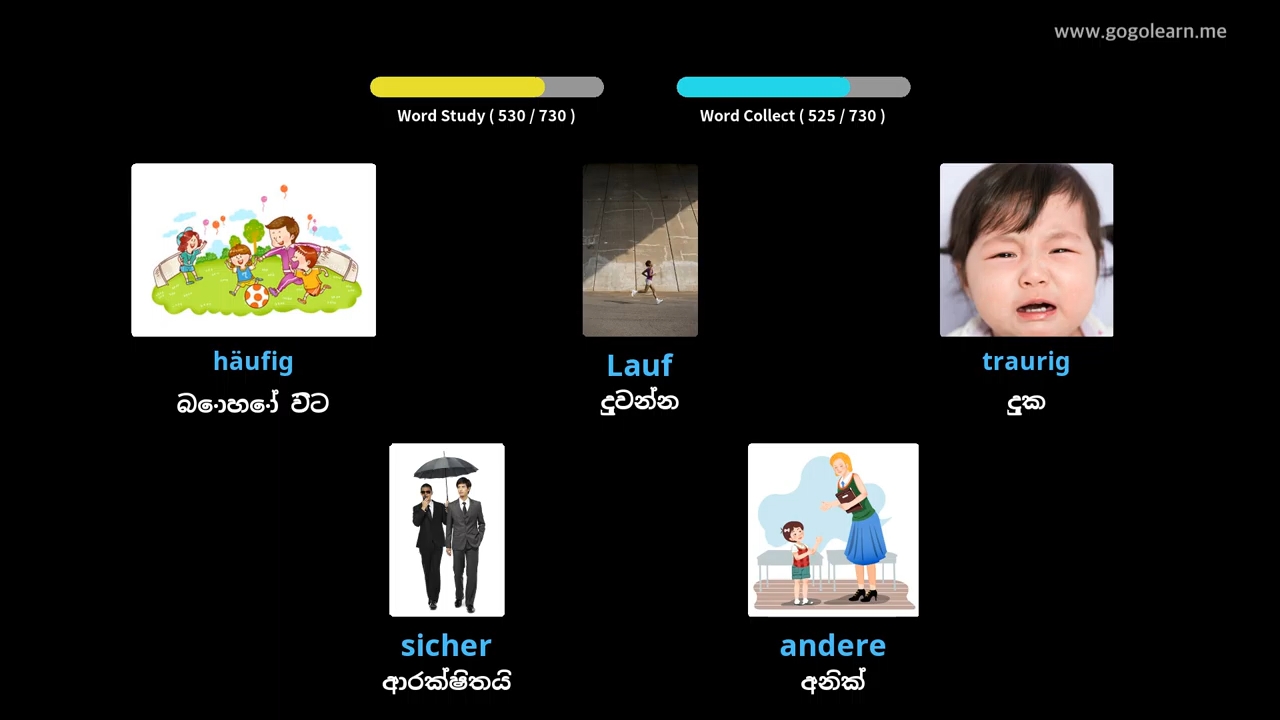 www.gogolearn.me
Word Study ( 530 / 730 )
Word Collect ( 525 / 730 )
häufig
බොහෝ විට
Lauf
දුවන්න
traurig
දුක
sicher
ආරක්ෂිතයි
andere
අනික්